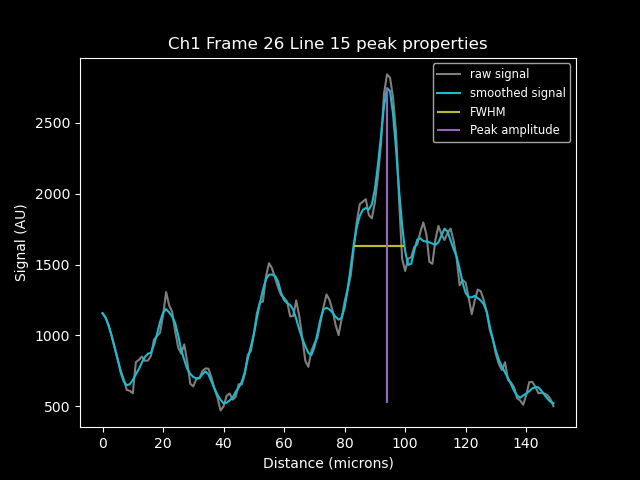 Ch1 Frame 26 Line 15 peak properties
raw signal
smoothed signal
FWHM
Peak amplitude
Signal (AU)
2500
2000
1500
1000
500
0 20 40 60 80 100 120 140
Distance (microns)